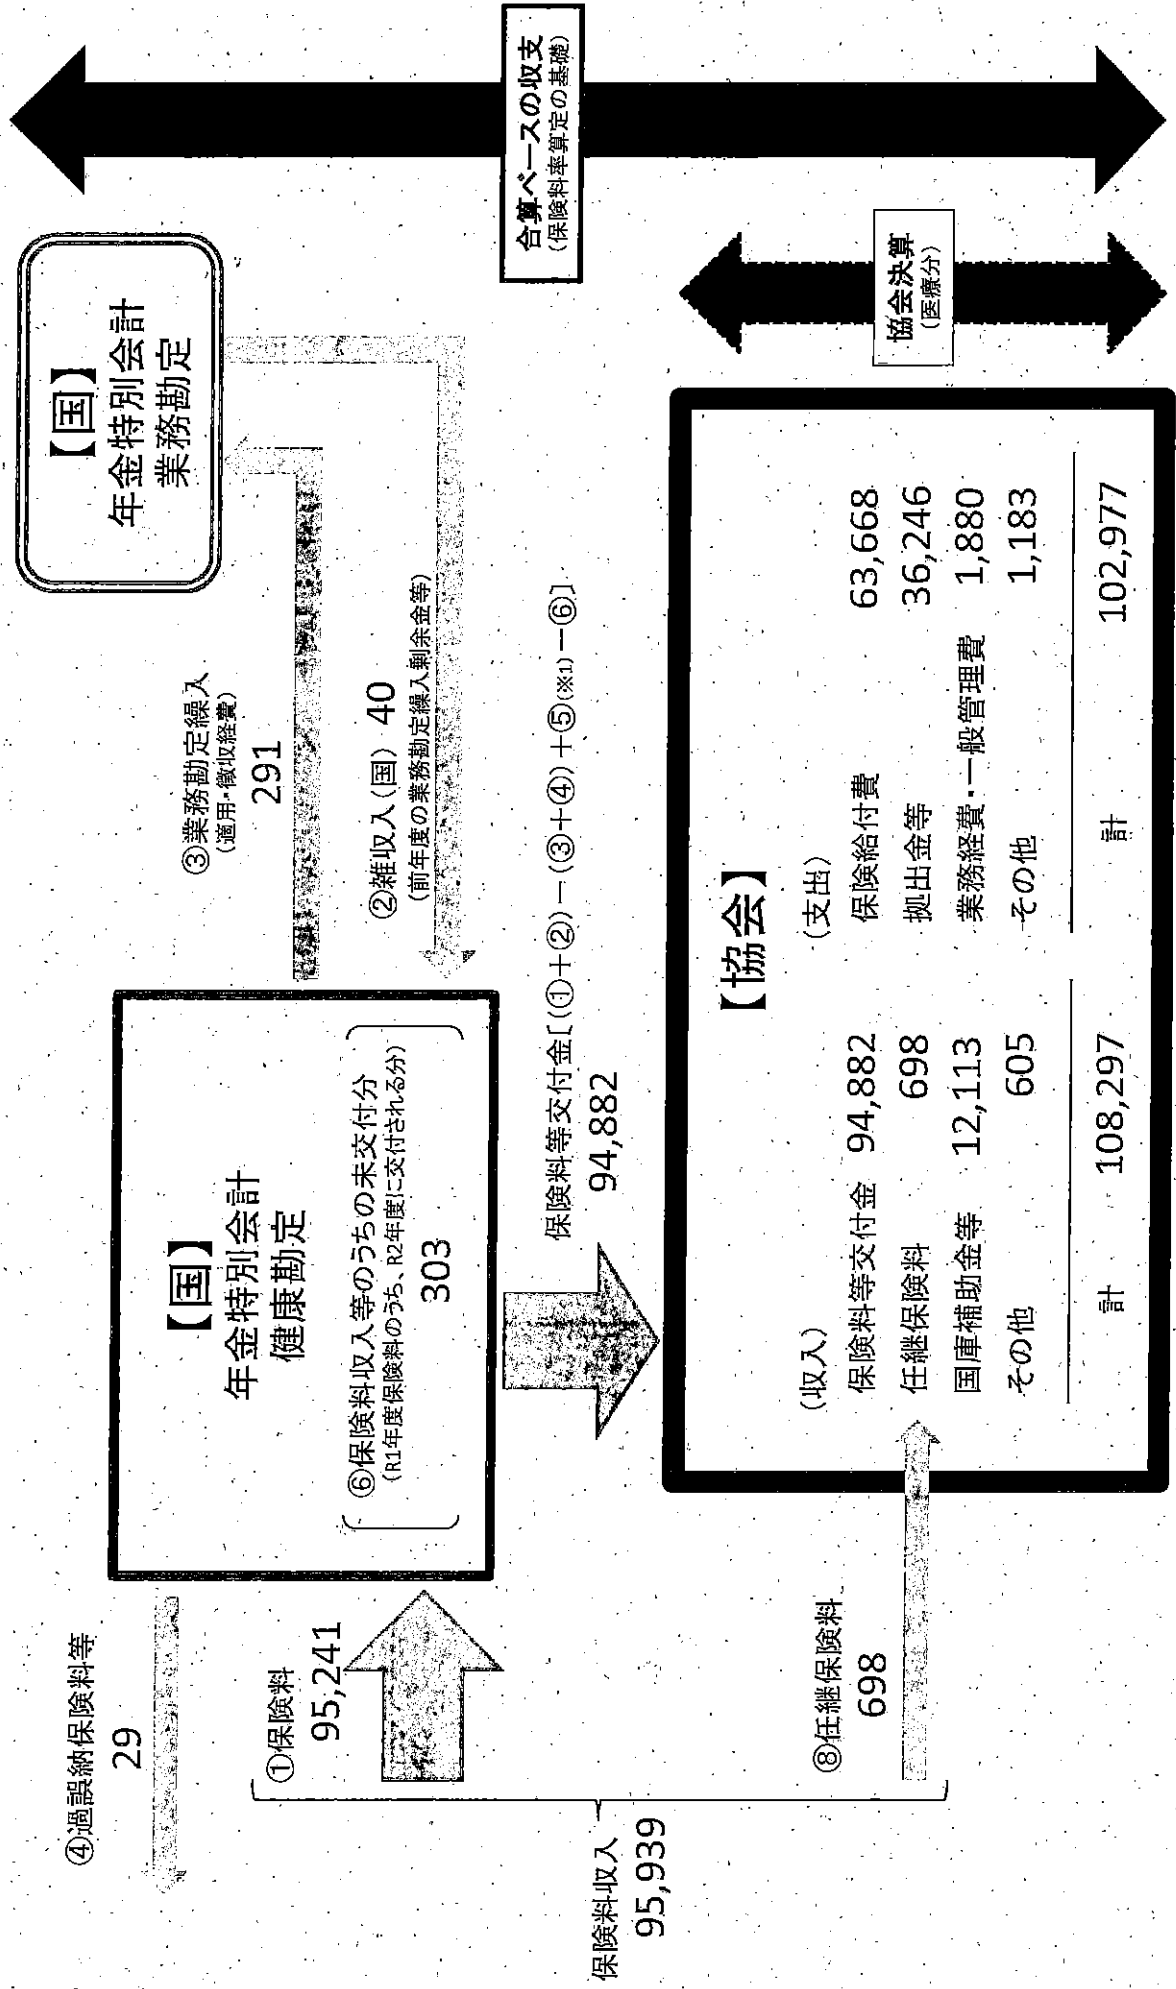 ④過誤納保険料等
29
【国】
年金特別会計
健康勘定
⑥保険料収入等のうちの未交付分
(R1年度保険料のうち、R2年度に交付される分)
303
③業務勘定繰入
(適用・徴収経費)
291
②雑収入(国) 40
(前年度の業務勘定繰入剰余金等)
【国】
年金特別会計
業務勘定
①保険料
95,241
保険料収入
95,939
⑧任継保険料
698
保険料等交付金[(①+②)-(③+④)+⑤(※1)-⑥]
94,882
【協会】
(収入) (支出)
保険料等交付金 94,882 保険給付費 63,668
任継保険料 698 拠出金等 36,246
国庫補助金等 12,113 業務経費・一般管理費 1,880
その他 605 その他 1,183
計 108,297 計 102,977
合算ベースの収支
(保険料率算定の基礎)
協会決算
(医療分)